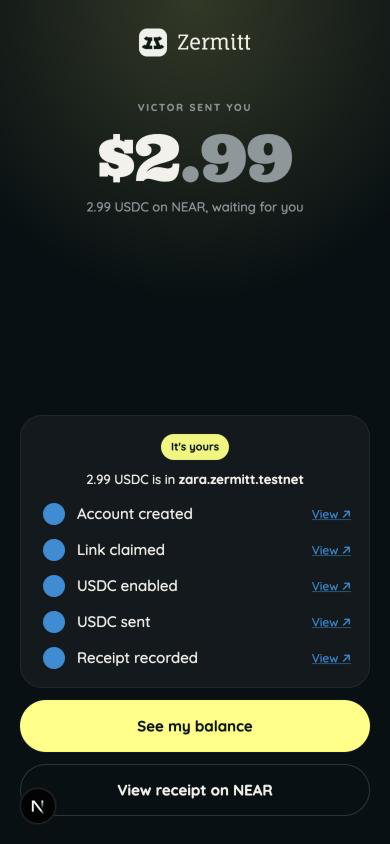 Zermitt
VICTOR SENT YOU
$2.99
2.99 USDC on NEAR, waiting for you
It's yours
2.99 USDC is in zara.zermitt.testnet
Account created View ↗
Link claimed View ↗
USDC enabled View ↗
USDC sent View ↗
Receipt recorded View ↗
See my balance
View receipt on NEAR
N